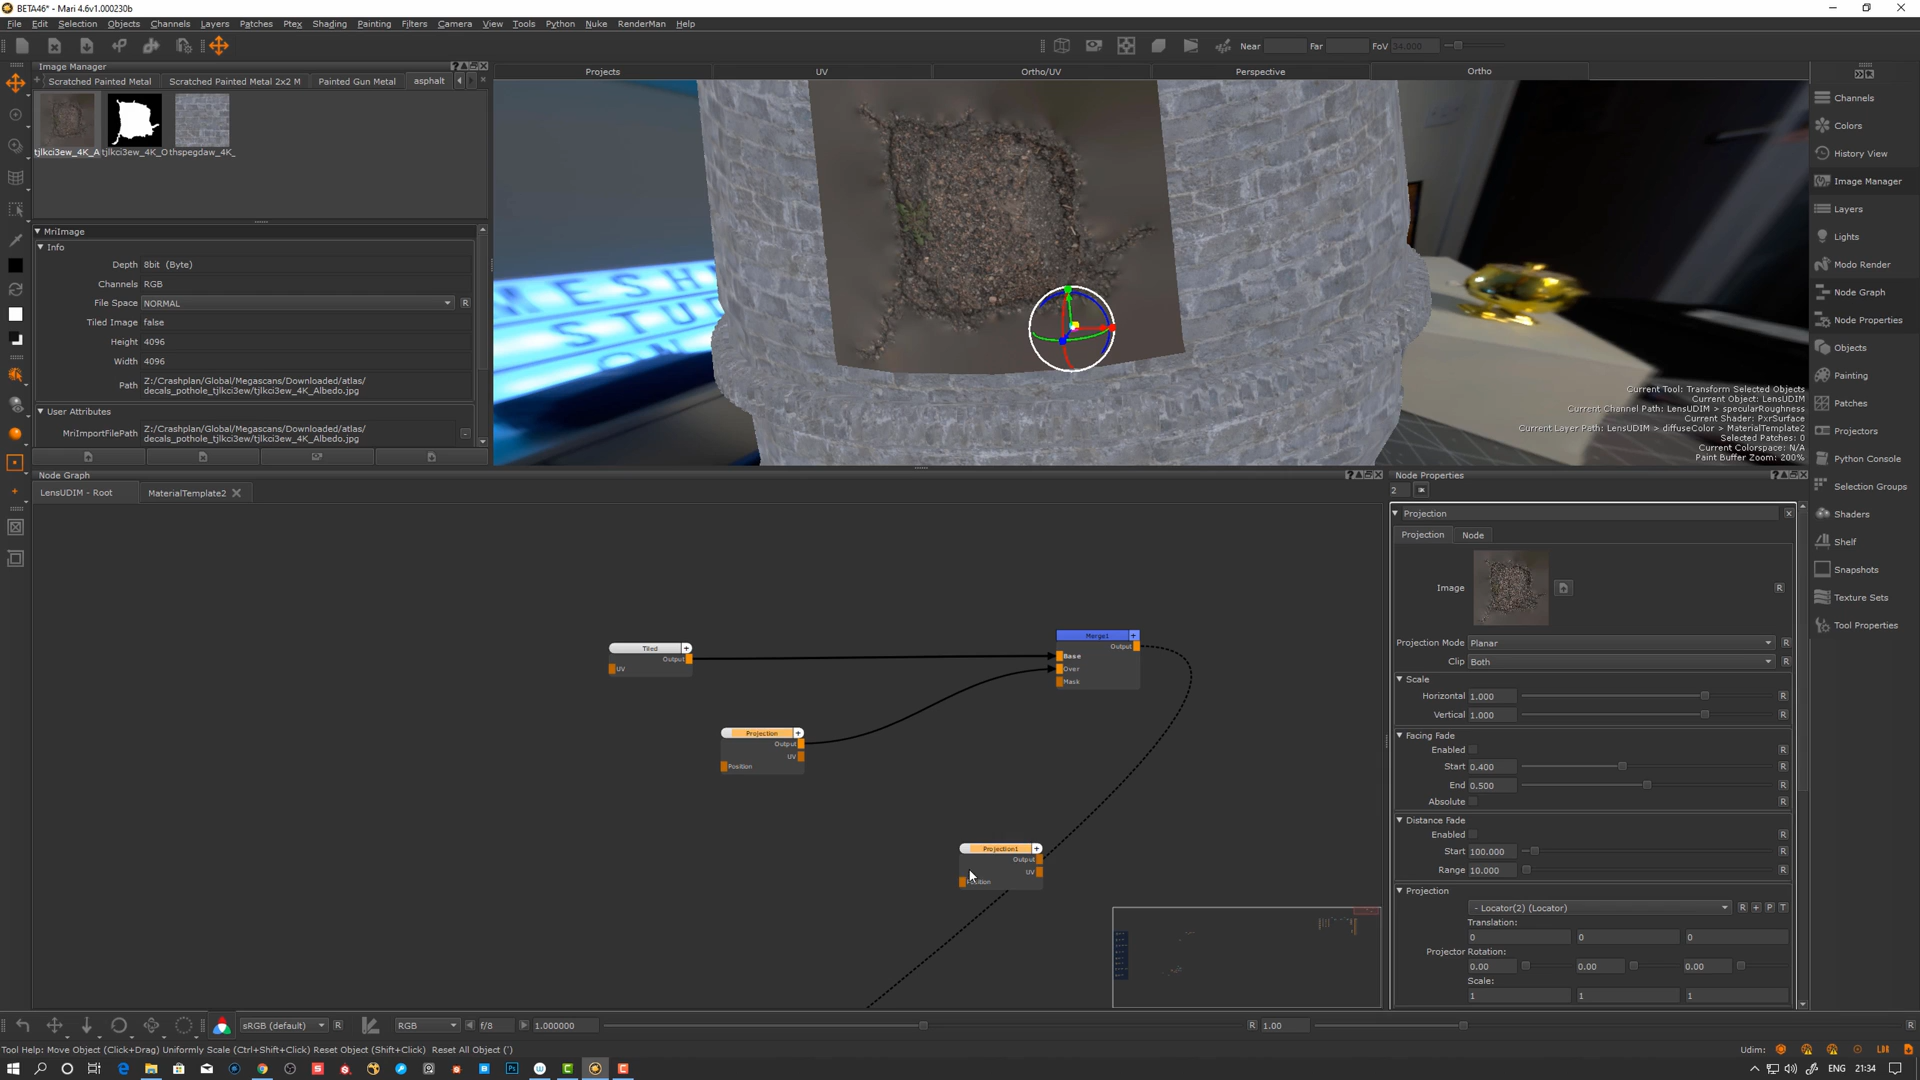 BETA46* - Mari 4.6v1.000230b
File Edit Selection Objects Channels Layers Patches Ptex Shading Painting Filters Camera View Tools Python Nuke RenderMan Help
Near Far FoV 34.000
Image Manager
Scratched Painted Metal Scratched Painted Metal 2x2 M Painted Gun Metal asphalt
tjlkci3ew_4K_A tjlkci3ew_4K_O thspegdaw_4K_
MriImage
Info
Depth 8bit (Byte)
Channels RGB
File Space NORMAL R
Tiled Image false
Height 4096
Width 4096
Path Z:/Crashplan/Global/Megascans/Downloaded/atlas/
decals_pothole_tjlkci3ew/tjlkci3ew_4K_Albedo.jpg
User Attributes
MriImportFilePath Z:/Crashplan/Global/Megascans/Downloaded/atlas/
decals_pothole_tjlkci3ew/tjlkci3ew_4K_Albedo.jpg
Projects UV Ortho/UV Perspective Ortho
Current Tool: Transform Selected Objects
Current Object: LensUDIM
Current Channel Path: LensUDIM > specularRoughness
Current Shader: PxrSurface
Current Layer Path: LensUDIM > diffuseColor > MaterialTemplate2
Selected Patches: 0
Current Colorspace: N/A
Paint Buffer Zoom: 200%
Channels
Colors
History View
Image Manager
Layers
Lights
Modo Render
Node Graph
Node Properties
Objects
Painting
Patches
Projectors
Python Console
Selection Groups
Shaders
Shelf
Snapshots
Texture Sets
Tool Properties
Node Graph
LensUDIM - Root MaterialTemplate2
Tiled
Output
UV
Projection
Output
UV
Position
Merge1
Output
Base
Over
Mask
Projection1
Output
UV
Position
Node Properties
2
Projection
Projection Node
Image R
Projection Mode Planar
Clip Both
Scale
Horizontal 1.000 R
Vertical 1.000 R
Facing Fade
Enabled R
Start 0.400 R
End 0.500 R
Absolute R
Distance Fade
Enabled R
Start 100.000 R
Range 10.000 R
Projection
- Locator(2) (Locator) R + P T
Translation:
0 0 0
Projector Rotation:
0.00 0.00 0.00
Scale:
1 1 1
sRGB (default) R RGB f/8 1.000000 R 1.00 R
Tool Help: Move Object (Click+Drag) Uniformly Scale (Ctrl+Shift+Click) Reset Object (Shift+Click) Reset All Object (')
Udim:
ENG 21:34